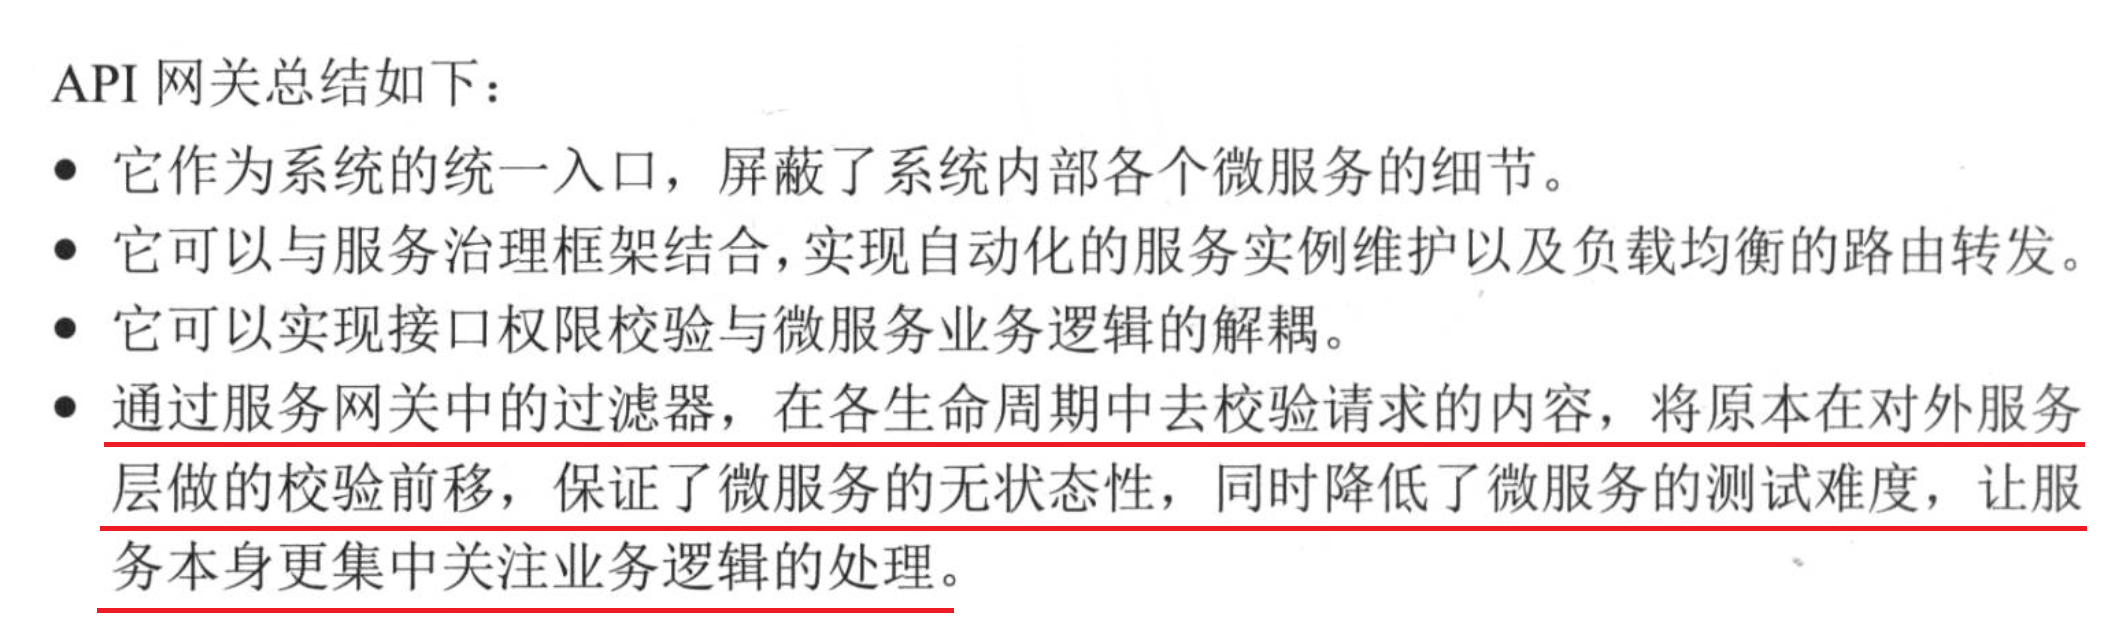 API 网关总结如下：
● 它作为系统的统一入口，屏蔽了系统内部各个微服务的细节。
● 它可以与服务治理框架结合，实现自动化的服务实例维护以及负载均衡的路由转发。
● 它可以实现接口权限校验与微服务业务逻辑的解耦。
● 通过服务网关中的过滤器，在各生命周期中去校验请求的内容，将原本在对外服务
层做的校验前移，保证了微服务的无状态性，同时降低了微服务的测试难度，让服
务本身更集中关注业务逻辑的处理。